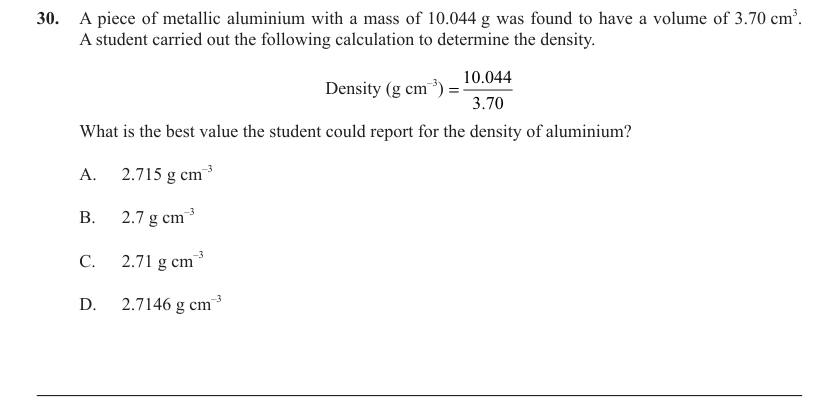 30. A piece of metallic aluminium with a mass of 10.044 g was found to have a volume of 3.70 cm³.
A student carried out the following calculation to determine the density.
Density (g cm⁻³) = 10.044 / 3.70
What is the best value the student could report for the density of aluminium?
A. 2.715 g cm⁻³
B. 2.7 g cm⁻³
C. 2.71 g cm⁻³
D. 2.7146 g cm⁻³